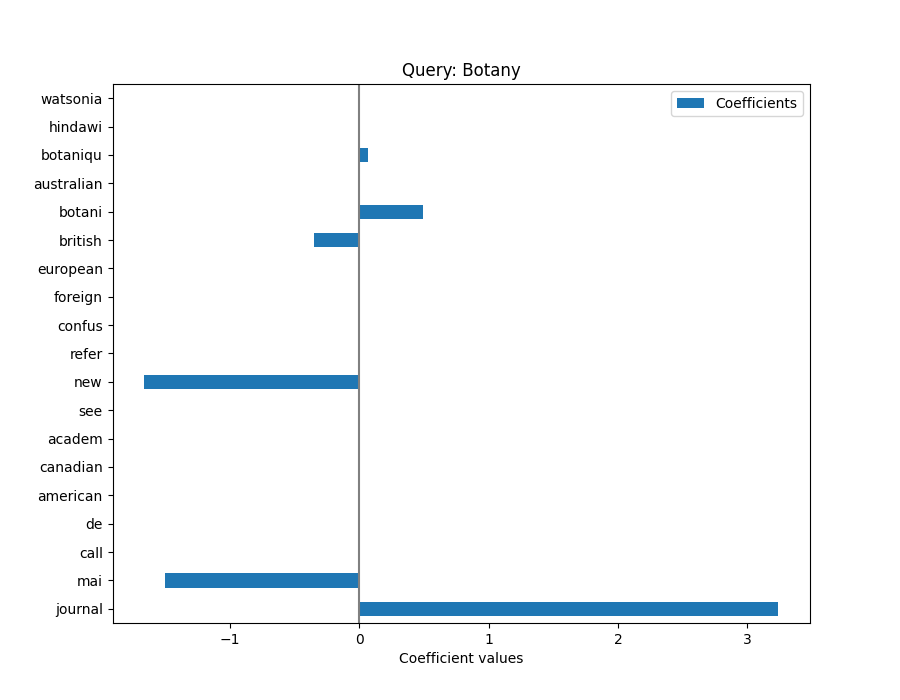 Query: Botany
Coefficients
watsonia
hindawi
botaniqu
australian
botani
british
european
foreign
confus
refer
new
see
academ
canadian
american
de
call
mai
journal
−1 0 1 2 3
Coefficient values